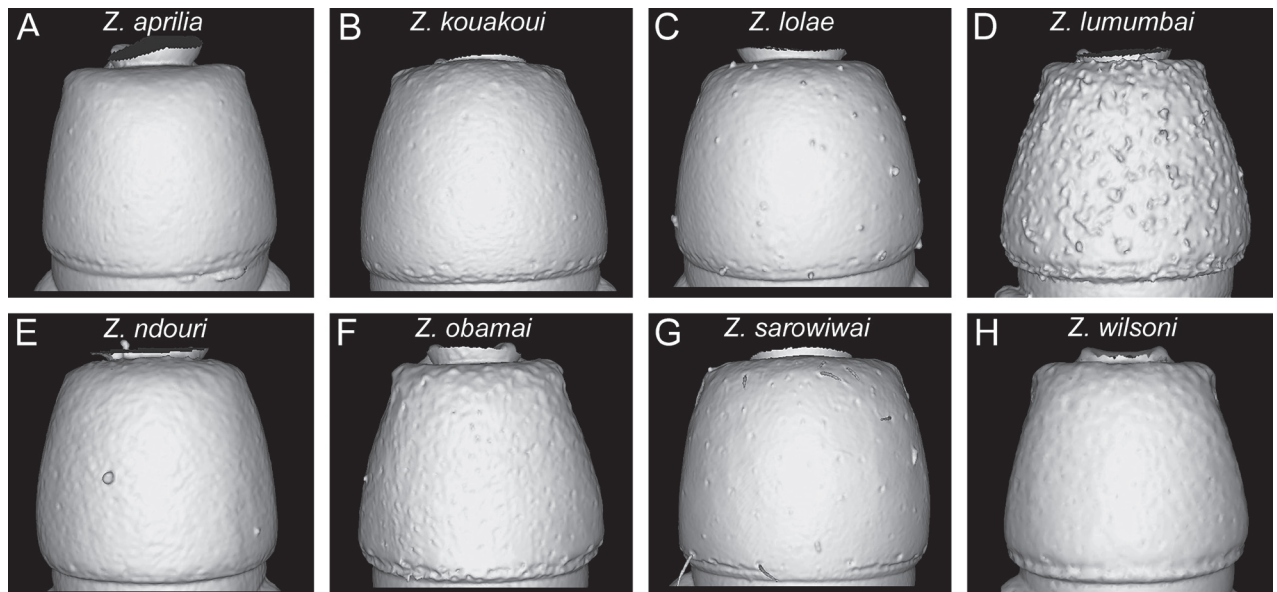 A Z. aprilia
B Z. kouakoui
C Z. lolae
D Z. lumumbai
E Z. ndouri
F Z. obamai
G Z. sarowiwai
H Z. wilsoni